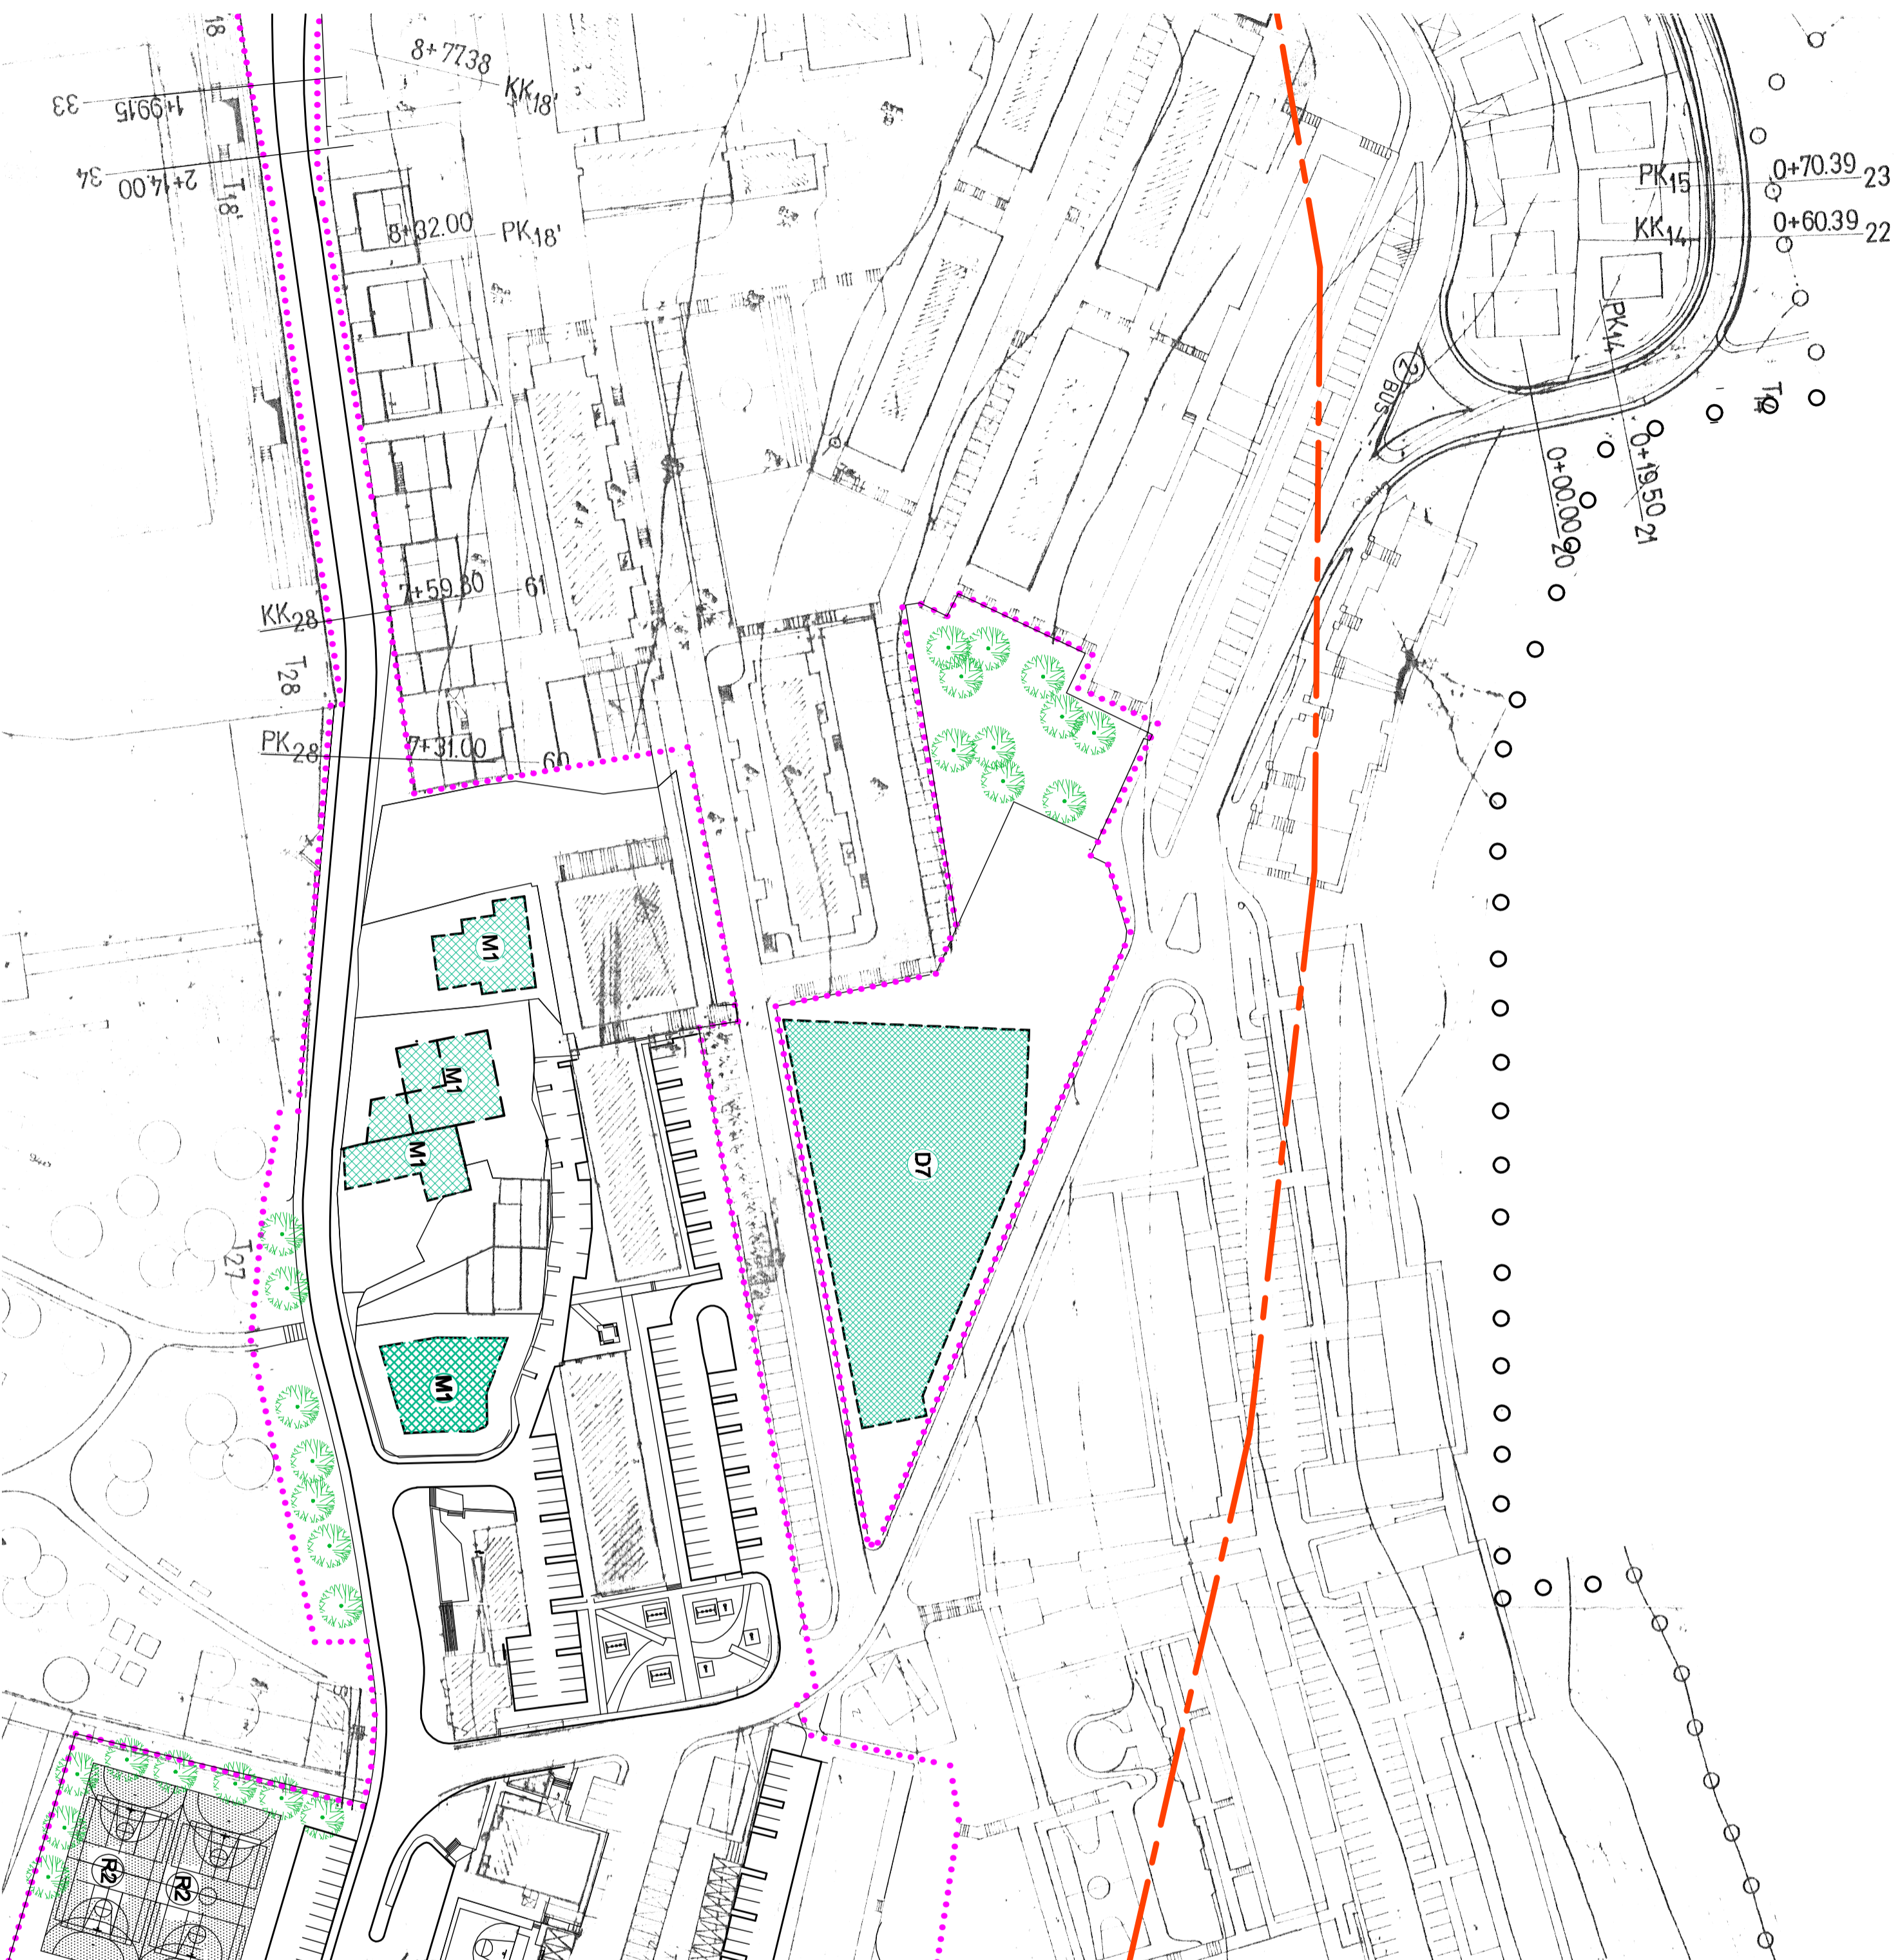 18
8+77.38
KK18'
33
1+99.15
34
2+14.00
T18'
8+32.00
PK18'
PK15
0+70.39
23
KK14
0+60.39
22
PK14
2
BUS
0+19.50
21
0+00.00
20
7+59.80
61
KK28
T28
PK28
7+31.00
60
M1
M1
M1
D7
T27
M1
R2
R2